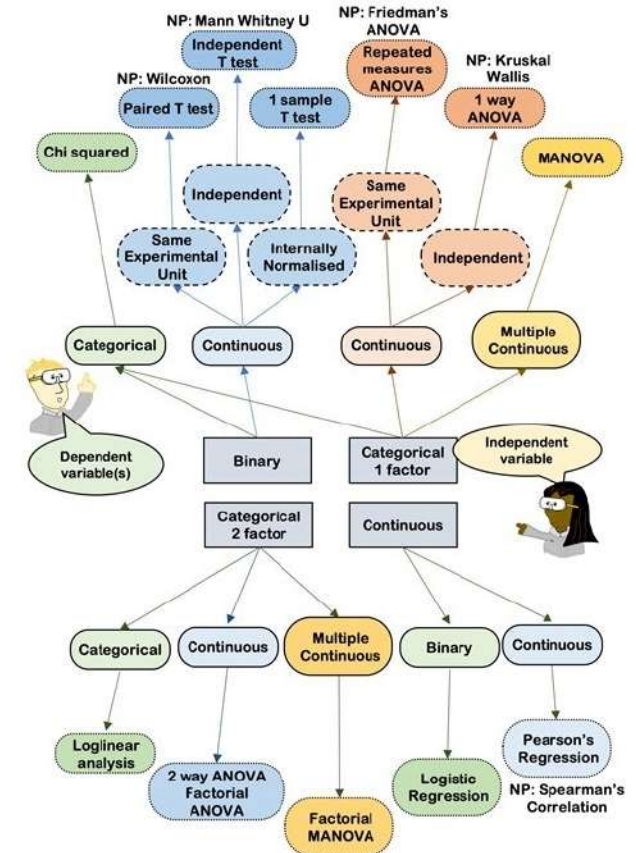 NP: Mann Whitney U
NP: Friedman's
ANOVA
Independent
T test
Repeated
measures
ANOVA
NP: Kruskal
Wallis
NP: Wilcoxon
Paired T test
1 sample
T test
1 way
ANOVA
Chi squared
MANOVA
Independent
Same
Experimental
Unit
Same
Experimental
Unit
Internally
Normalised
Independent
Categorical
Continuous
Continuous
Multiple
Continuous
Dependent
variable(s)
Binary
Categorical
1 factor
Independent
variable
Categorical
2 factor
Continuous
Categorical
Continuous
Multiple
Continuous
Binary
Continuous
Loglinear
analysis
2 way ANOVA
Factorial
ANOVA
Factorial
MANOVA
Logistic
Regression
Pearson's
Regression
NP: Spearman's
Correlation